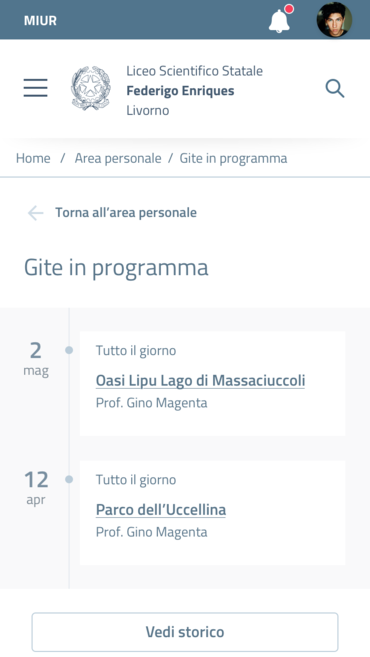 MIUR
Liceo Scientifico Statale
Federigo Enriques
Livorno
Home / Area personale / Gite in programma
Torna all’area personale
Gite in programma
2
mag
Tutto il giorno
Oasi Lipu Lago di Massaciuccoli
Prof. Gino Magenta
12
apr
Tutto il giorno
Parco dell’Uccellina
Prof. Gino Magenta
Vedi storico